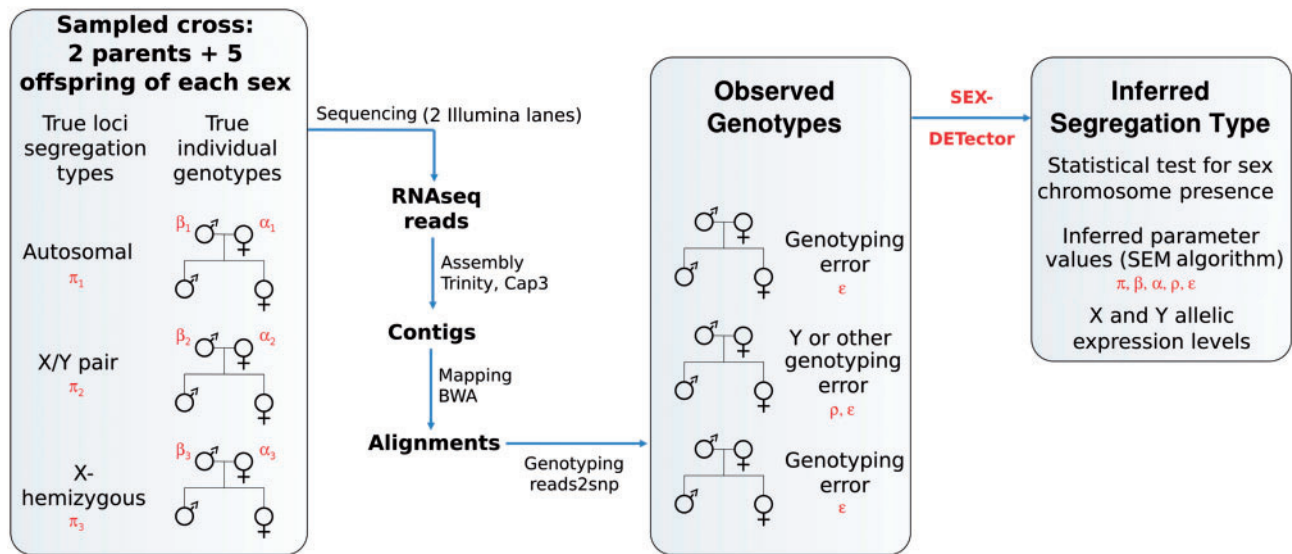 Sampled cross:
2 parents + 5
offspring of each sex
True loci
segregation
types
True
individual
genotypes
Autosomal
π1
β1
α1
X/Y pair
π2
β2
α2
X-
hemizygous
π3
β3
α3
Sequencing (2 Illumina lanes)
RNAseq
reads
Assembly
Trinity, Cap3
Contigs
Mapping
BWA
Alignments
Genotyping
reads2snp
Observed
Genotypes
Genotyping
error
ε
Y or other
genotyping
error
ρ, ε
Genotyping
error
ε
SEX-
DETector
Inferred
Segregation Type
Statistical test for sex
chromosome presence
Inferred parameter
values (SEM algorithm)
π, β, α, ρ, ε
X and Y allelic
expression levels